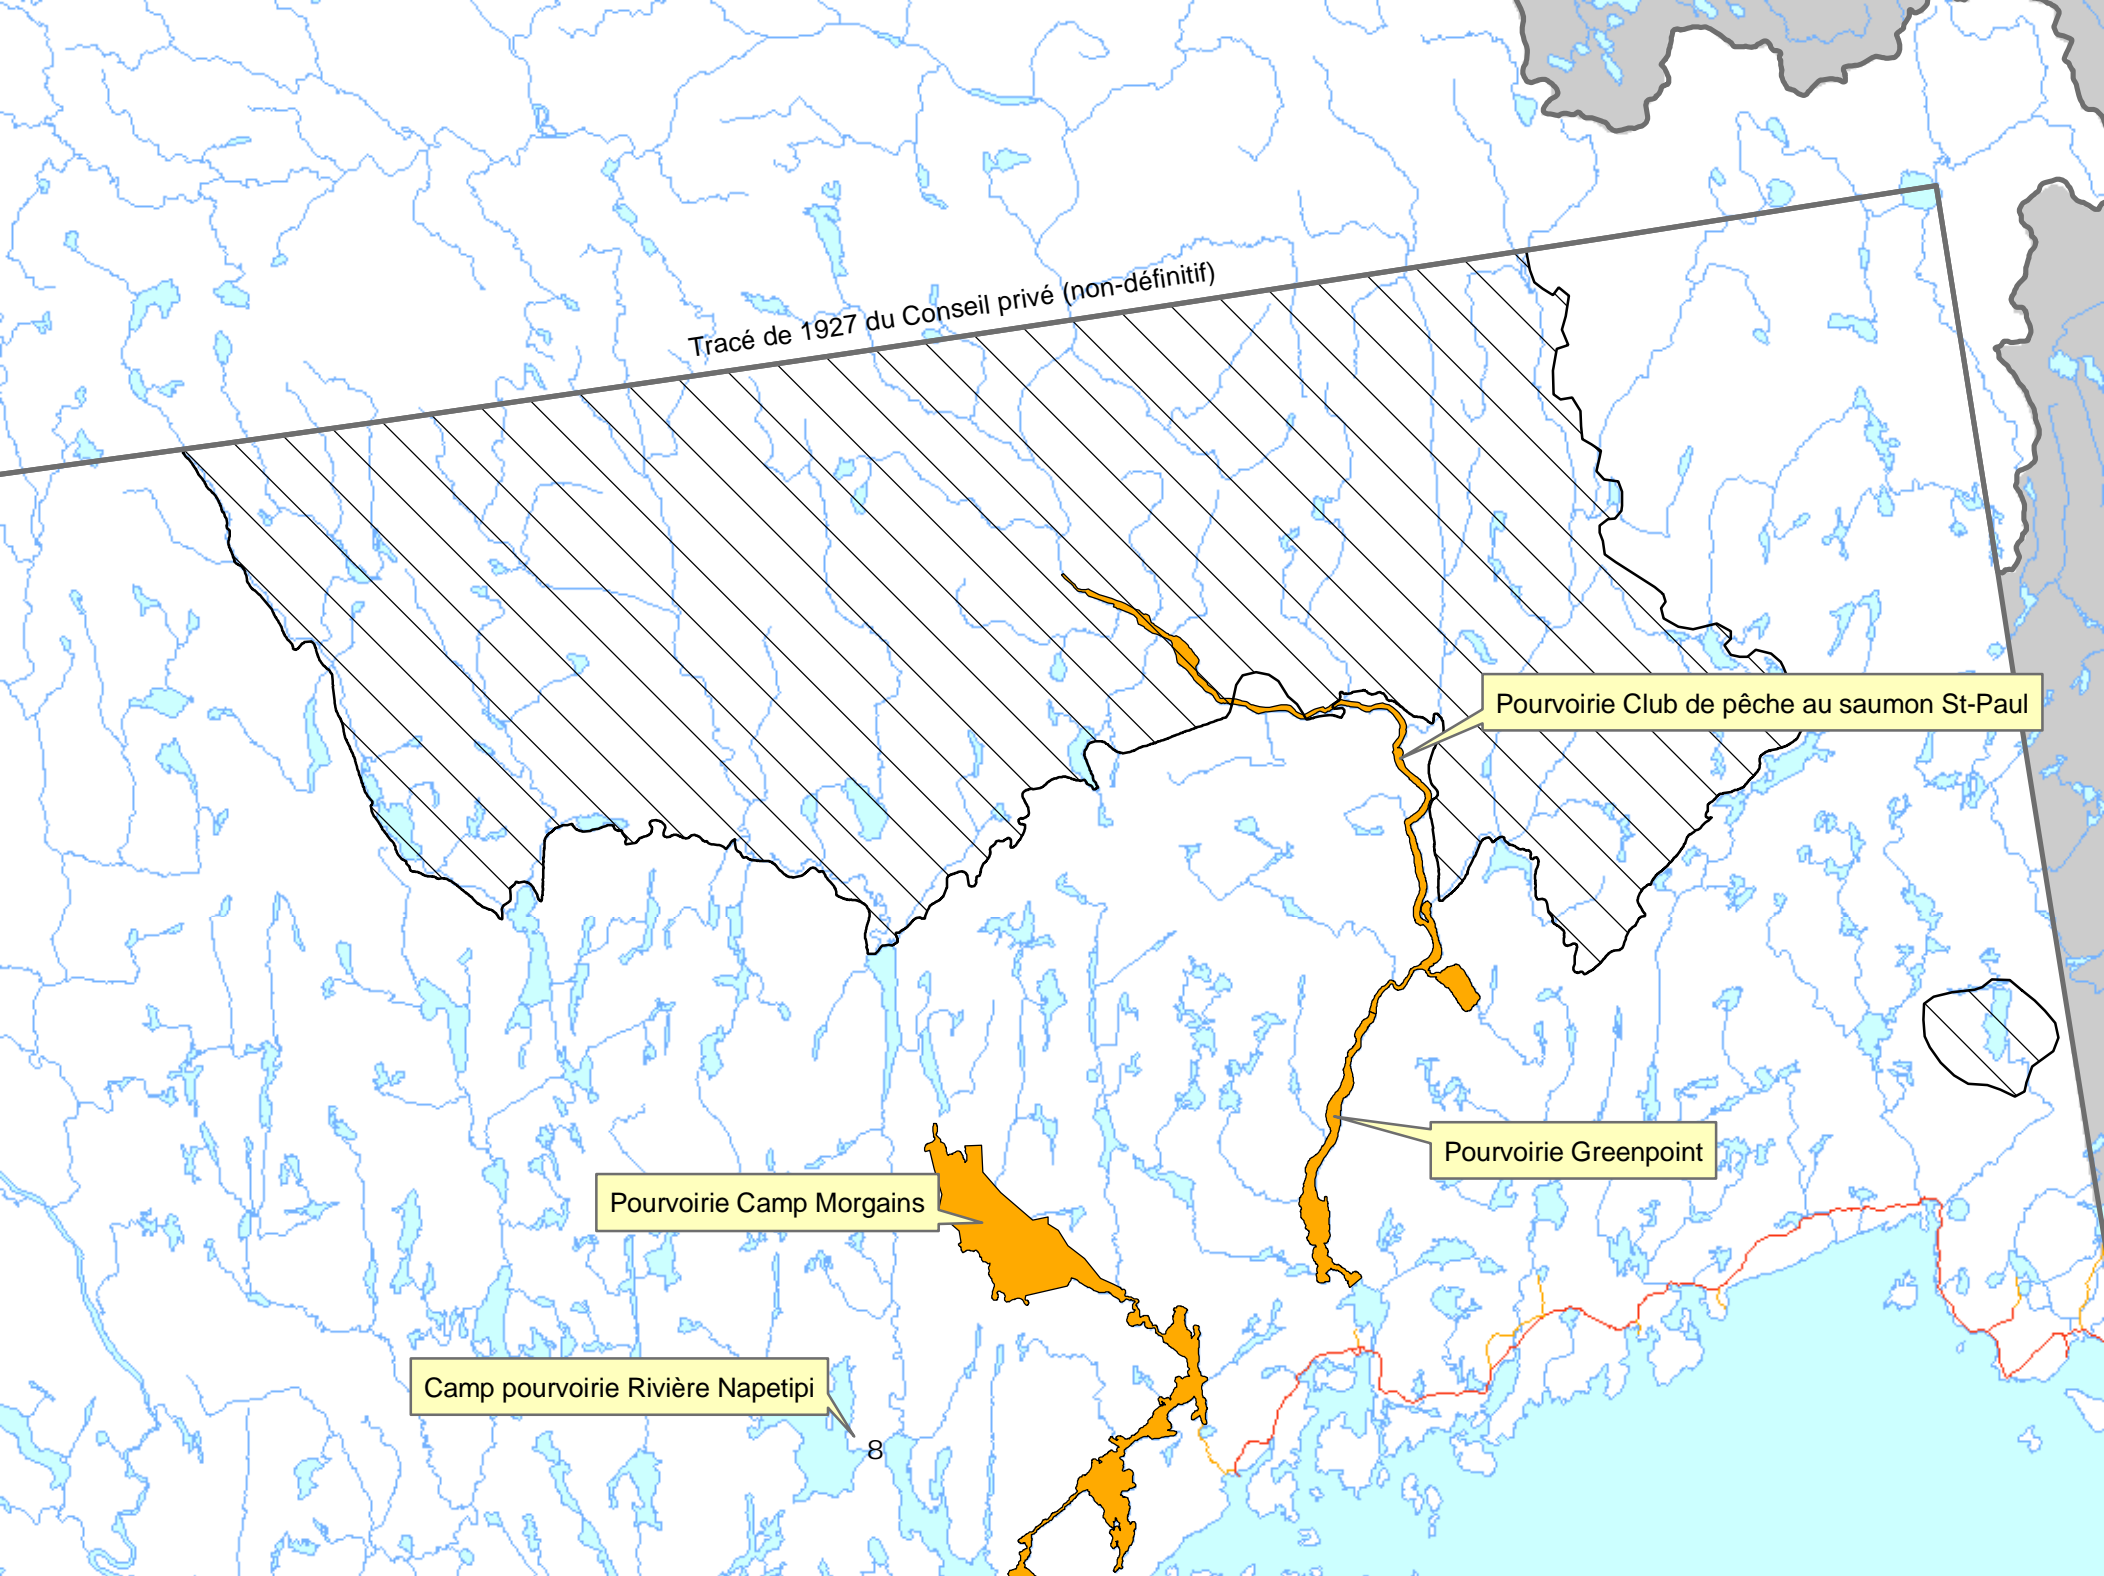 Tracé de 1927 du Conseil privé (non-définitif)
Pourvoirie Club de pêche au saumon St-Paul
Pourvoirie Greenpoint
Pourvoirie Camp Morgains
Camp pourvoirie Rivière Napetipi
8